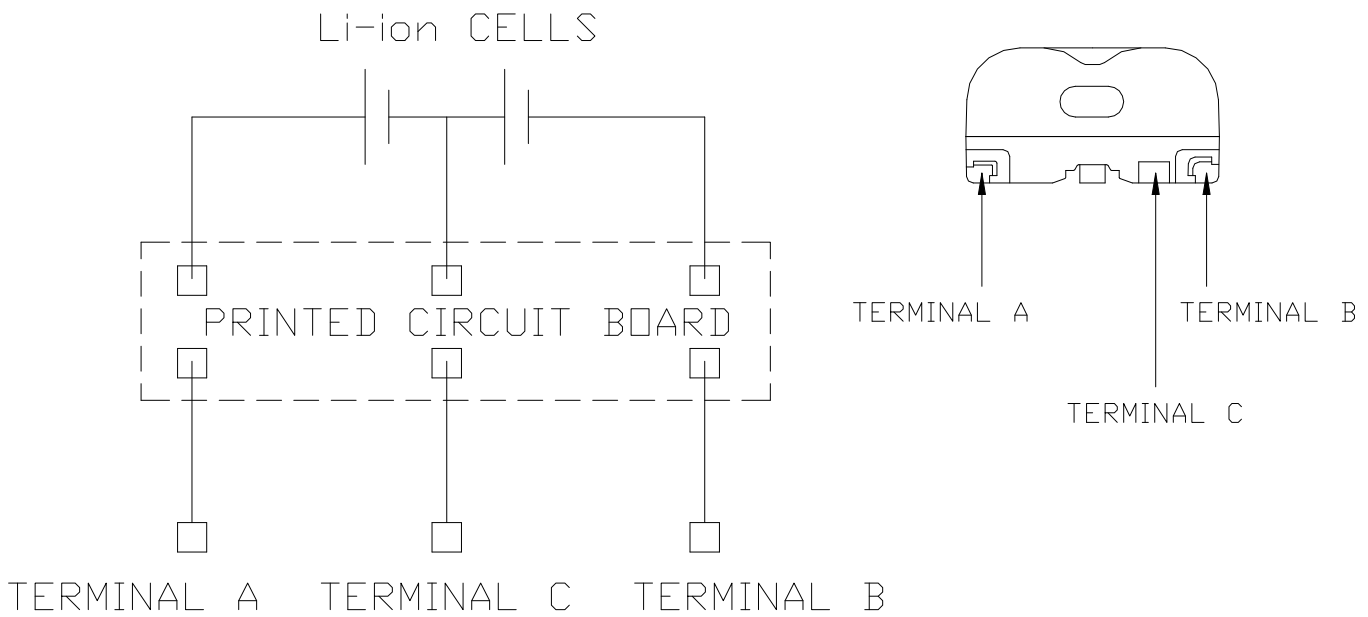 Li-ion CELLS
PRINTED CIRCUIT BOARD
TERMINAL A TERMINAL C TERMINAL B
TERMINAL A TERMINAL B
TERMINAL C